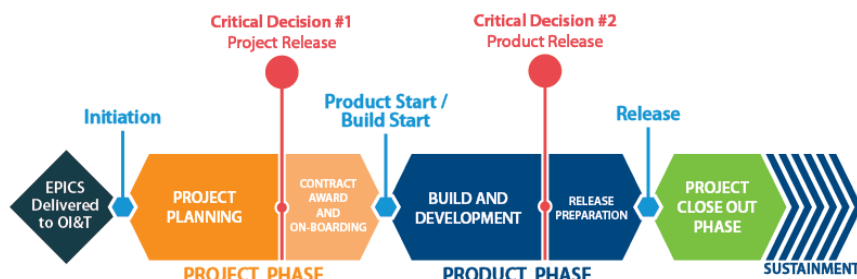 Critical Decision #1
Project Release
Critical Decision #2
Product Release
Initiation
Product Start /
Build Start
Release
EPICS
Delivered
to OI&T
PROJECT
PLANNING
CONTRACT
AWARD
AND
ON-BOARDING
BUILD AND
DEVELOPMENT
RELEASE
PREPARATION
PROJECT
CLOSE OUT
PHASE
PROJECT PHASE
PRODUCT PHASE
SUSTAINMENT